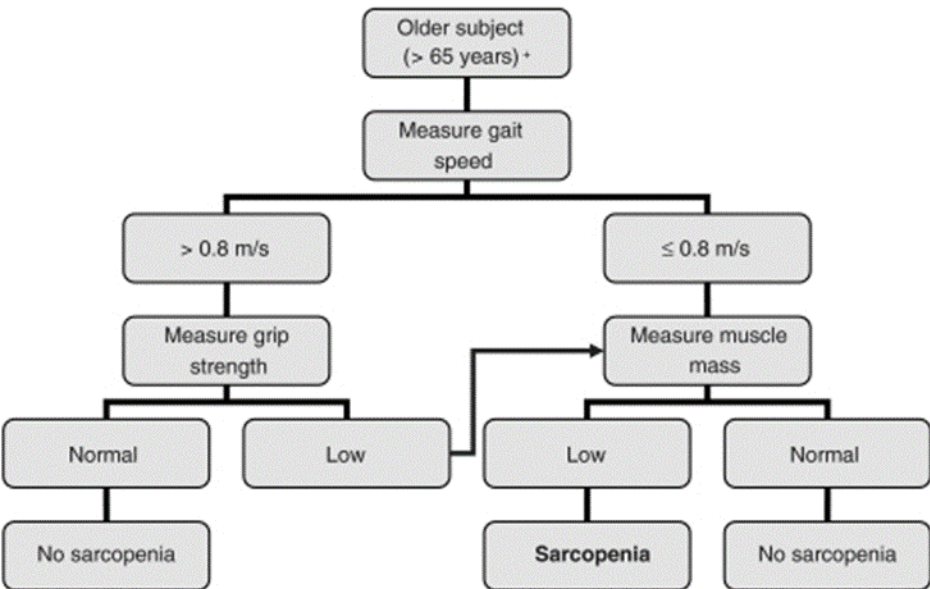 Older subject
(> 65 years) +
Measure gait
speed
> 0.8 m/s
≤ 0.8 m/s
Measure grip
strength
Measure muscle
mass
Normal
Low
Low
Normal
No sarcopenia
Sarcopenia
No sarcopenia